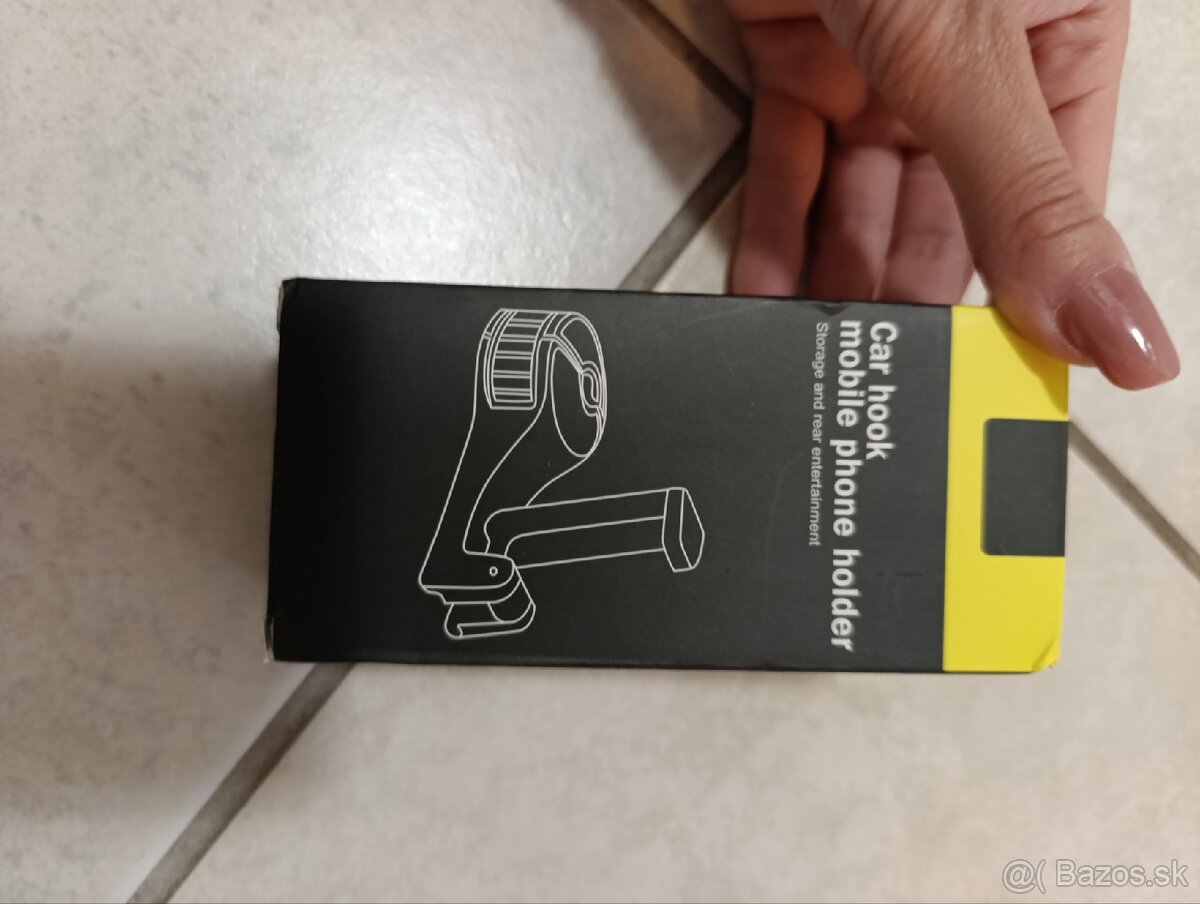 Car hook
mobile phone holder
Storage and rear entertainment
@( Bazos.sk